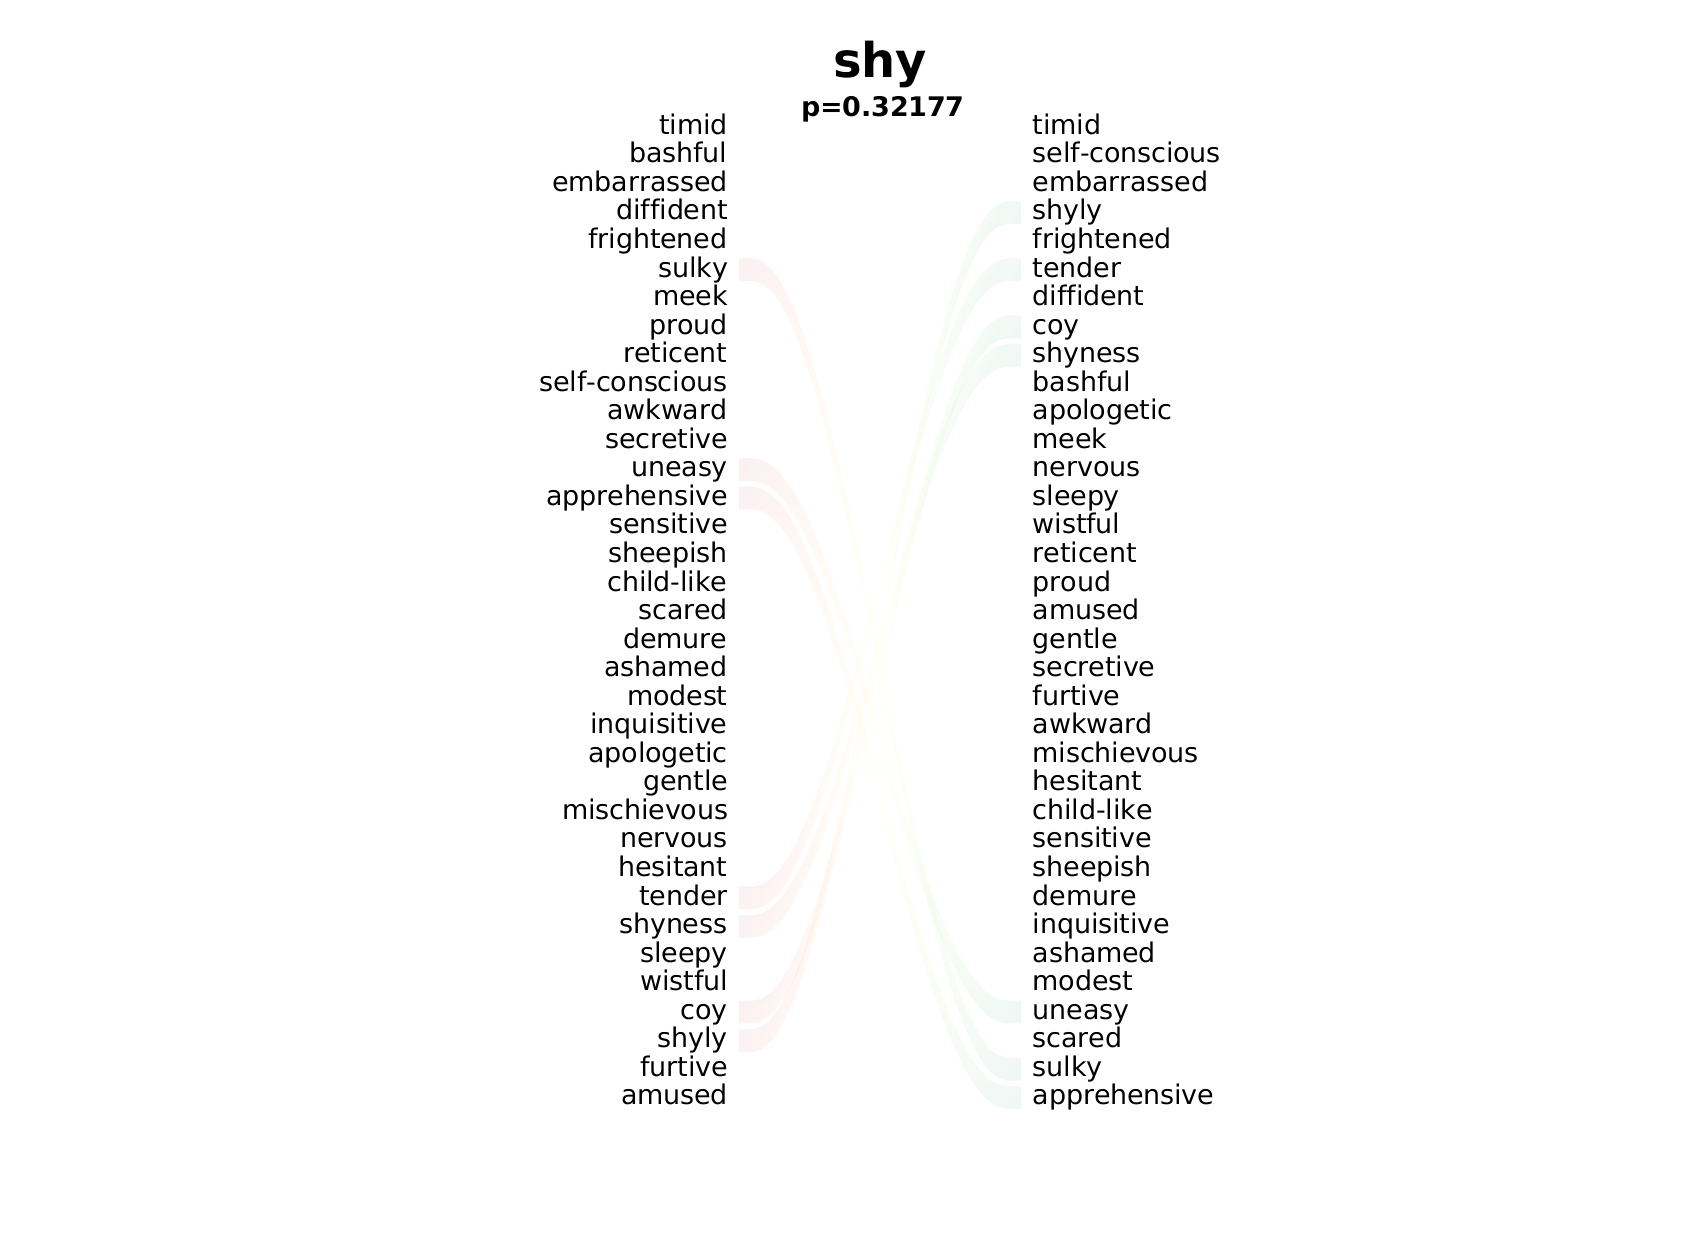 shy
p=0.32177
timid
bashful
embarrassed
diffident
frightened
sulky
meek
proud
reticent
self-conscious
awkward
secretive
uneasy
apprehensive
sensitive
sheepish
child-like
scared
demure
ashamed
modest
inquisitive
apologetic
gentle
mischievous
nervous
hesitant
tender
shyness
sleepy
wistful
coy
shyly
furtive
amused
timid
self-conscious
embarrassed
shyly
frightened
tender
diffident
coy
shyness
bashful
apologetic
meek
nervous
sleepy
wistful
reticent
proud
amused
gentle
secretive
furtive
awkward
mischievous
hesitant
child-like
sensitive
sheepish
demure
inquisitive
ashamed
modest
uneasy
scared
sulky
apprehensive